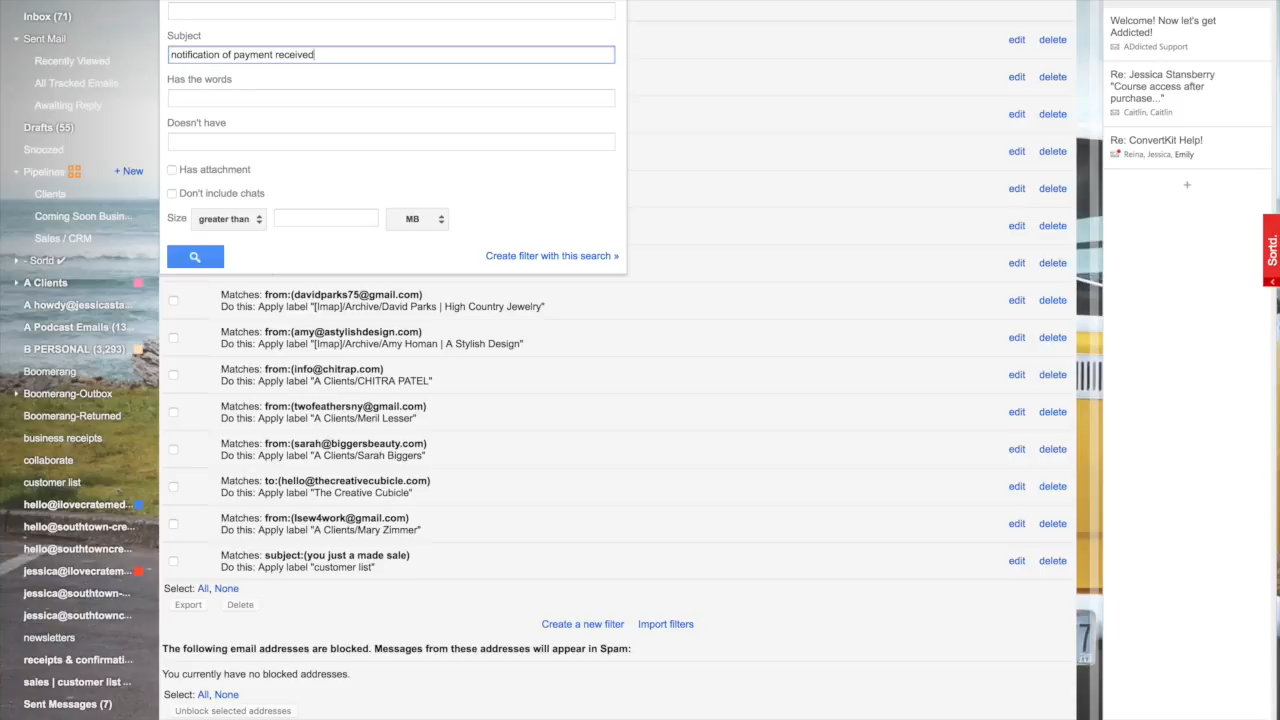 Inbox (71)
Sent Mail
Recently Viewed
All Tracked Emails
Awaiting Reply
Drafts (55)
Snoozed
Pipelines
+ New
Clients
Coming Soon Busin...
Sales / CRM
- Sortd ✔
A Clients
A howdy@jessicasta...
A Podcast Emails (13...
B PERSONAL (3,293)
Boomerang
Boomerang-Outbox
Boomerang-Returned
business receipts
collaborate
customer list
hello@ilovecratemed...
hello@southtown-cre...
hello@southtowncre...
jessica@ilovecratem...
jessica@southtown-...
jessica@southtownc...
newsletters
receipts & confirmati...
sales | customer list ...
Sent Messages (7)
Subject
notification of payment received
Has the words
Doesn't have
Has attachment
Don't include chats
Size greater than MB
Create filter with this search »
edit delete
edit delete
edit delete
edit delete
edit delete
edit delete
edit delete
Matches: from:(davidparks75@gmail.com)
Do this: Apply label "[Imap]/Archive/David Parks | High Country Jewelry"
edit delete
Matches: from:(amy@astylishdesign.com)
Do this: Apply label "[Imap]/Archive/Amy Homan | A Stylish Design"
edit delete
Matches: from:(info@chitrap.com)
Do this: Apply label "A Clients/CHITRA PATEL"
edit delete
Matches: from:(twofeathersny@gmail.com)
Do this: Apply label "A Clients/Meril Lesser"
edit delete
Matches: from:(sarah@biggersbeauty.com)
Do this: Apply label "A Clients/Sarah Biggers"
edit delete
Matches: to:(hello@thecreativecubicle.com)
Do this: Apply label "The Creative Cubicle"
edit delete
Matches: from:(lsew4work@gmail.com)
Do this: Apply label "A Clients/Mary Zimmer"
edit delete
Matches: subject:(you just a made sale)
Do this: Apply label "customer list"
edit delete
Select: All, None
Export Delete
Create a new filter Import filters
The following email addresses are blocked. Messages from these addresses will appear in Spam:
You currently have no blocked addresses.
Select: All, None
Unblock selected addresses
Welcome! Now let's get
Addicted!
ADdicted Support
Re: Jessica Stansberry
"Course access after
purchase..."
Caitlin, Caitlin
Re: ConvertKit Help!
Reina, Jessica, Emily
+
Sortd.
7